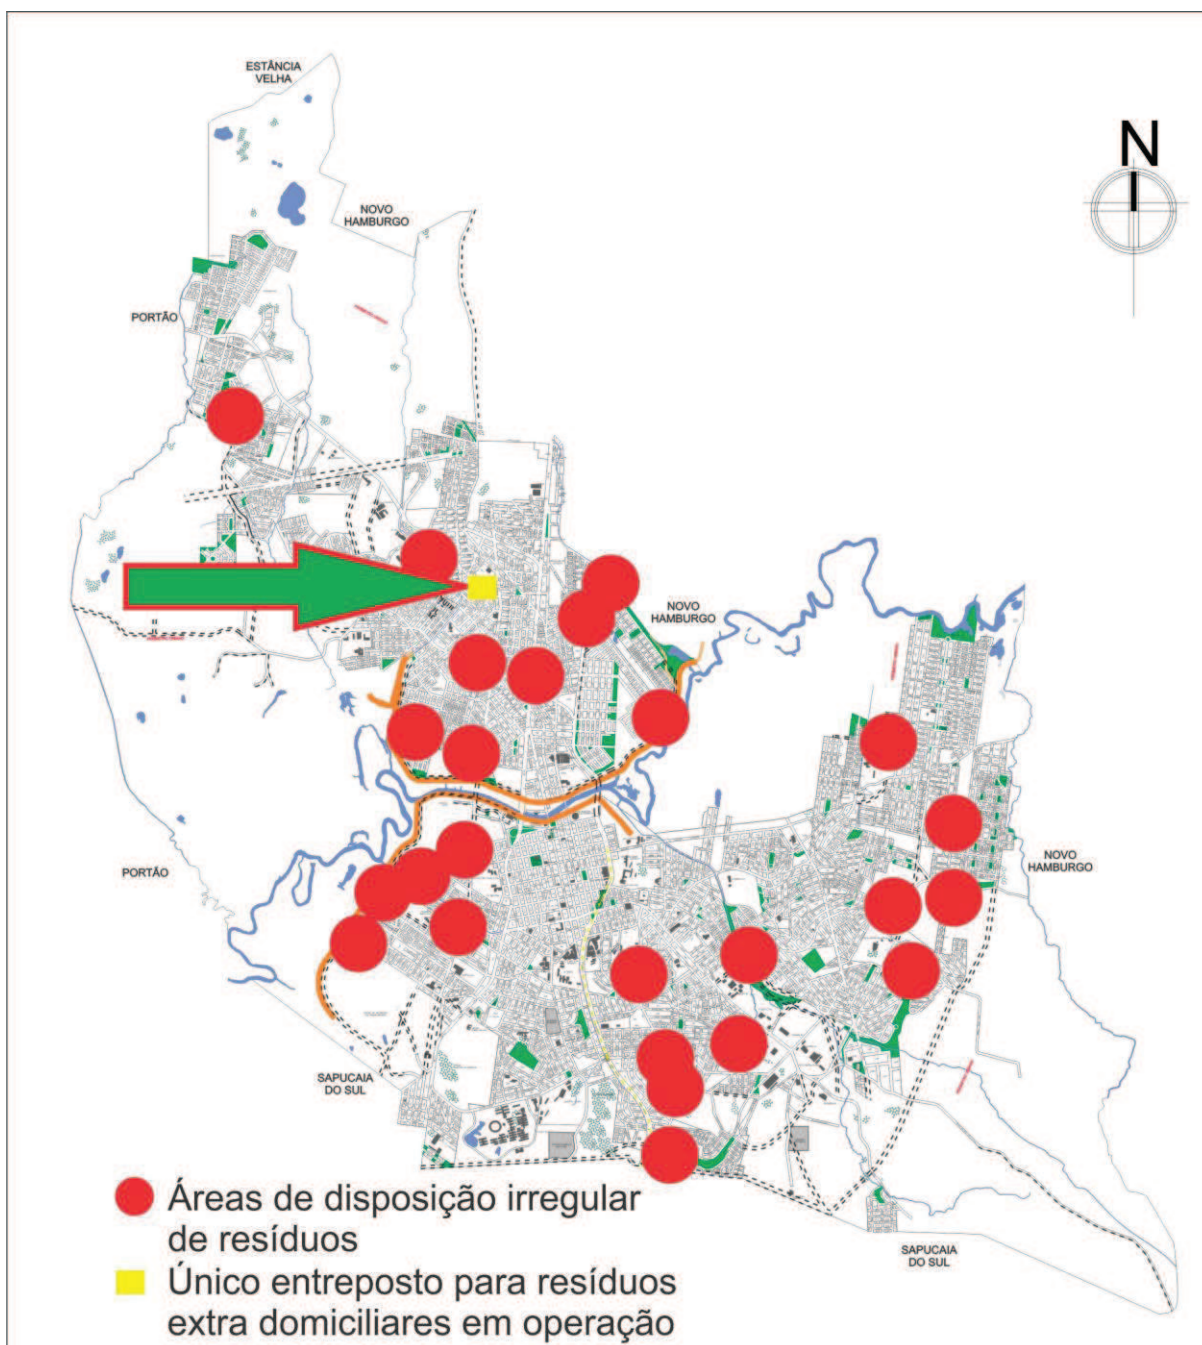 ESTÂNCIA
VELHA
N
NOVO
HAMBURGO
PORTÃO
NOVO
HAMBURGO
PORTÃO
NOVO
HAMBURGO
SAPUCAIA
DO SUL
SAPUCAIA
DO SUL
Áreas de disposição irregular
de resíduos
Único entreposto para resíduos
extra domiciliares em operação